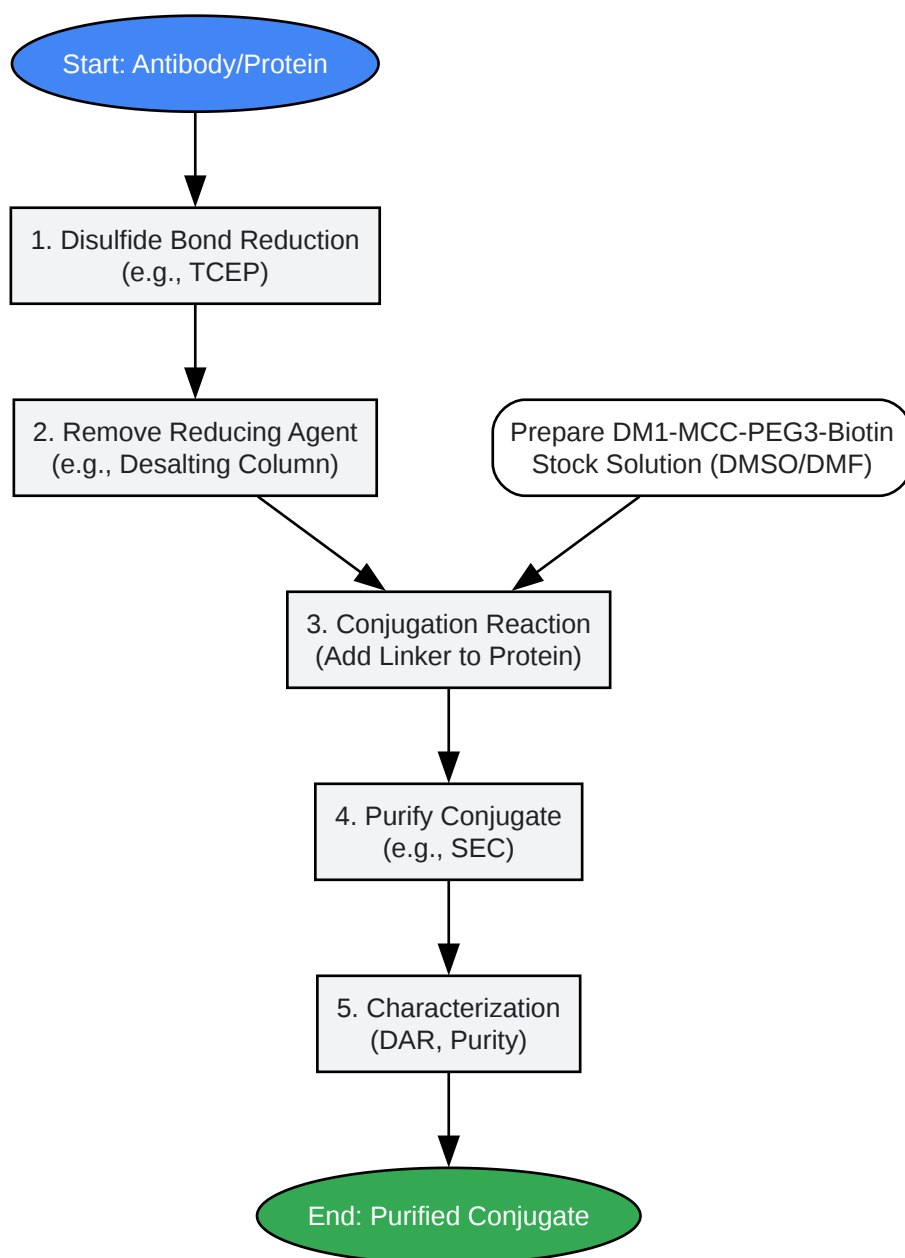 Start: Antibody/Protein
1. Disulfide Bond Reduction
(e.g., TCEP)
2. Remove Reducing Agent
(e.g., Desalting Column)
Prepare DM1-MCC-PEG3-Biotin
Stock Solution (DMSO/DMF)
3. Conjugation Reaction
(Add Linker to Protein)
4. Purify Conjugate
(e.g., SEC)
5. Characterization
(DAR, Purity)
End: Purified Conjugate